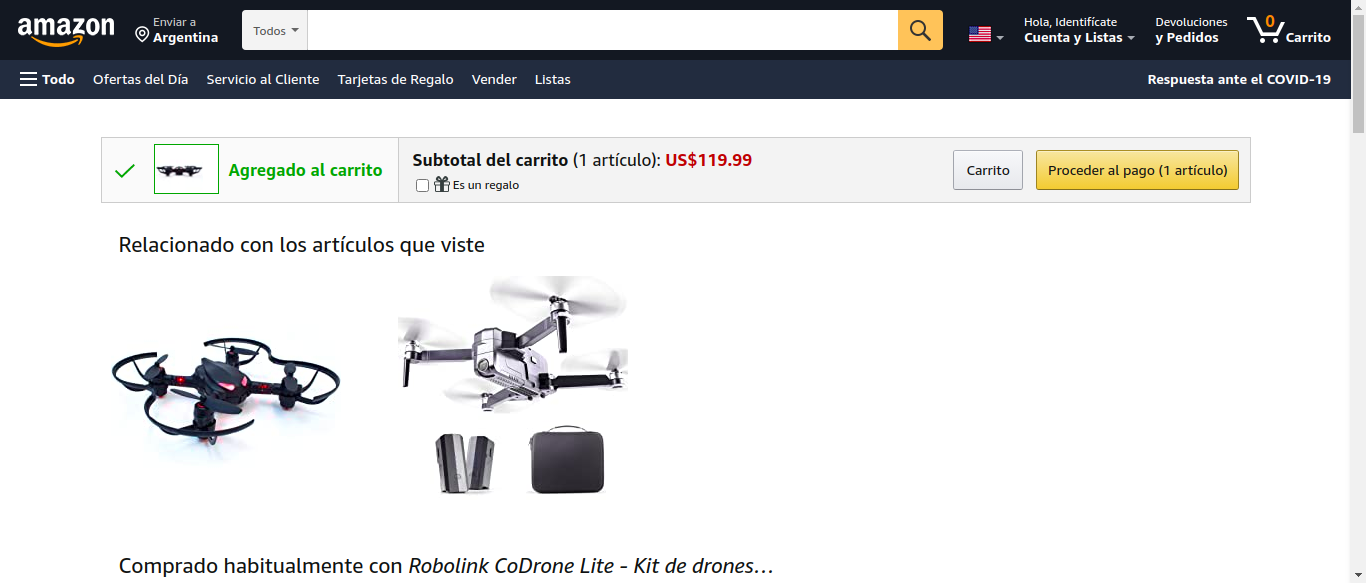 amazon
Enviar a
Argentina
Todos
Hola, Identifícate
Cuenta y Listas
Devoluciones
y Pedidos
0
Carrito
Todo
Ofertas del Día
Servicio al Cliente
Tarjetas de Regalo
Vender
Listas
Respuesta ante el COVID-19
Agregado al carrito
Subtotal del carrito (1 artículo): US$119.99
Es un regalo
Carrito
Proceder al pago (1 artículo)
Relacionado con los artículos que viste
Comprado habitualmente con Robolink CoDrone Lite - Kit de drones…